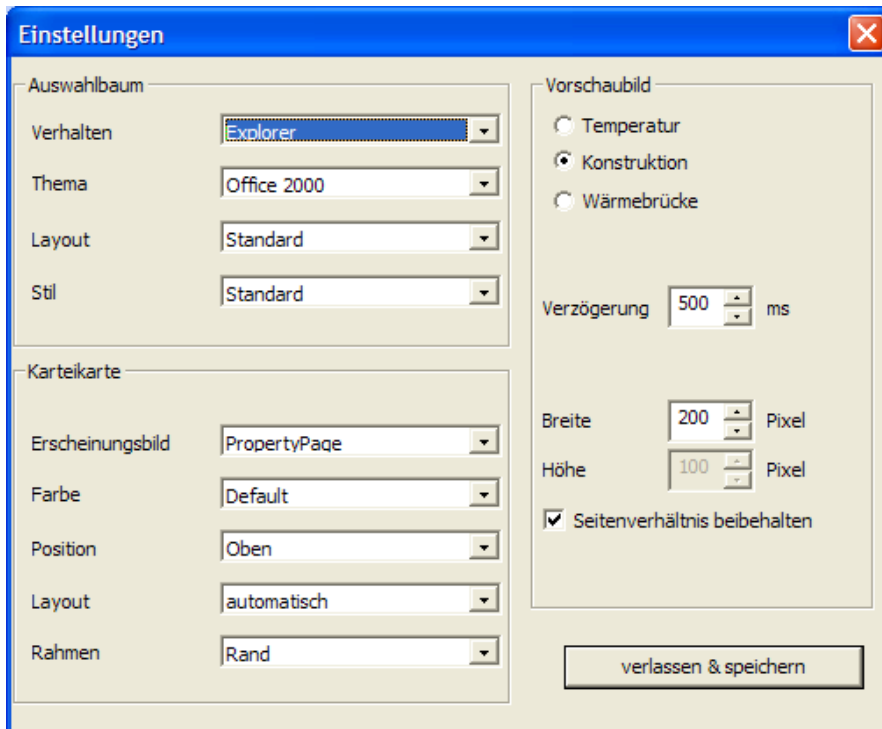 Einstellungen
Auswahlbaum
Verhalten Explorer
Thema Office 2000
Layout Standard
Stil Standard
Karteikarte
Erscheinungsbild PropertyPage
Farbe Default
Position Oben
Layout automatisch
Rahmen Rand
Vorschaubild
Temperatur
Konstruktion
Wärmebrücke
Verzögerung 500 ms
Breite 200 Pixel
Höhe 100 Pixel
Seitenverhältnis beibehalten
verlassen & speichern